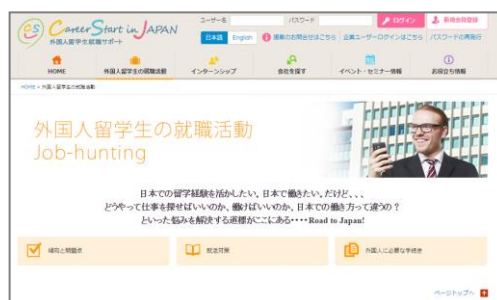 CS Career Start in JAPAN
外国人留学生就職サポート
ユーザー名
パスワード
ログイン
新規会員登録
日本語 English
掲載のお問合せはこちら 企業ユーザーログインはこちら パスワードの再発行
HOME 外国人留学生の就職活動 インターンシップ 会社を探す イベント・セミナー情報 お役立ち情報
HOME > 外国人留学生の就職活動
外国人留学生の就職活動
Job-hunting
日本での留学経験を活かしたい。日本で働きたい。だけど、、、
どうやって仕事を探せばいいのか、働けばいいのか、日本での働き方って違うの？
といった悩みを解決する道標がここにある・・・・Road to Japan!
傾向と問題点
就活対策
外国人に必要な手続き
ページトップへ